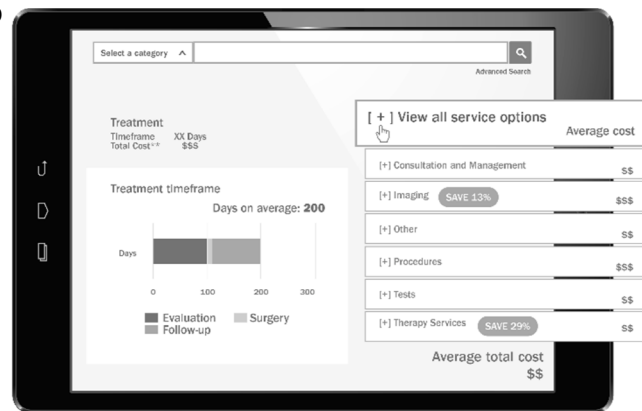 Select a category
Advanced Search
Treatment
Timeframe XX Days
Total Cost** $$$
[ + ] View all service options
Average cost
[+] Consultation and Management $$
[+] Imaging SAVE 13% $$$
[+] Other $$
[+] Procedures $$$
[+] Tests $$
[+] Therapy Services SAVE 29% $$
Treatment timeframe
Days on average: 200
Days
0 100 200 300
Evaluation Surgery
Follow-up
Average total cost
$$